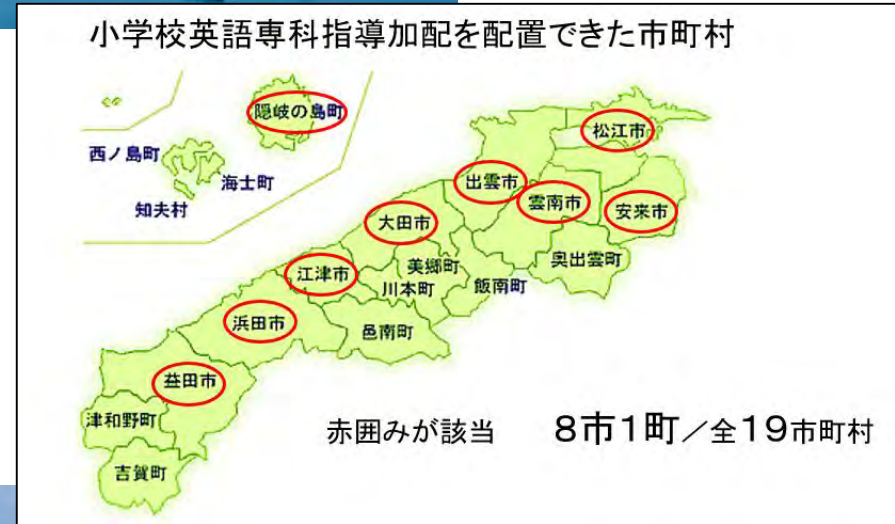 小学校英語専科指導加配を配置できた市町村
隠岐の島町
松江市
西ノ島町
海士町
出雲市
知夫村
雲南市
安来市
大田市
美郷町
奥出雲町
江津市
川本町
飯南町
浜田市
邑南町
益田市
津和野町
赤囲みが該当　8市1町／全19市町村
吉賀町